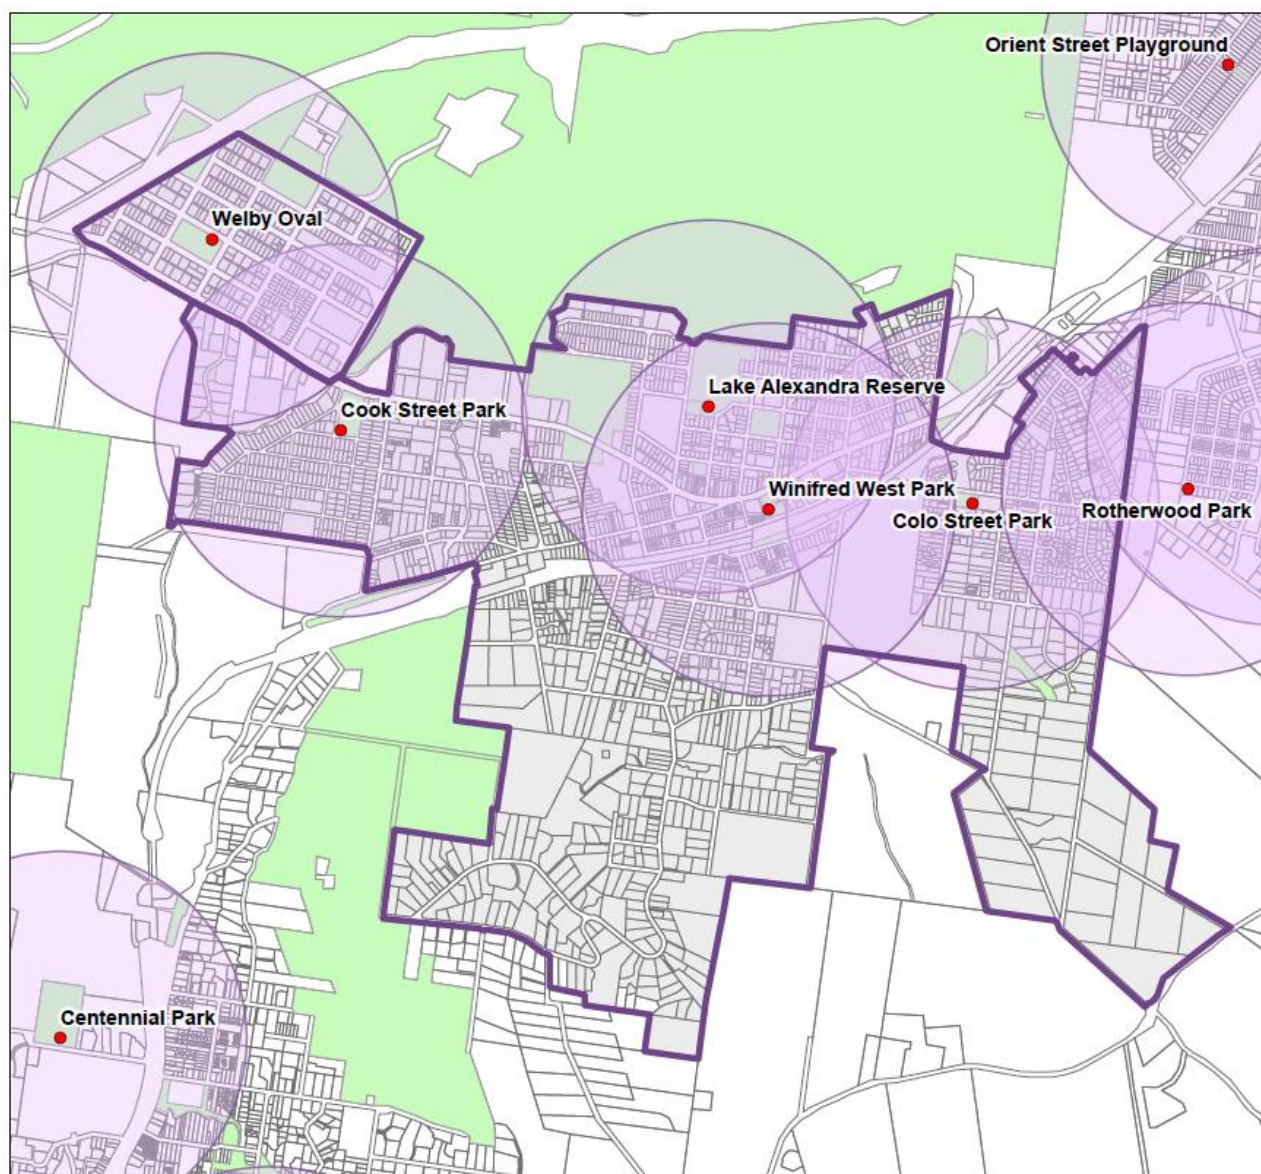 Orient Street Playground
Welby Oval
Lake Alexandra Reserve
Cook Street Park
Winifred West Park
Colo Street Park
Rotherwood Park
Centennial Park